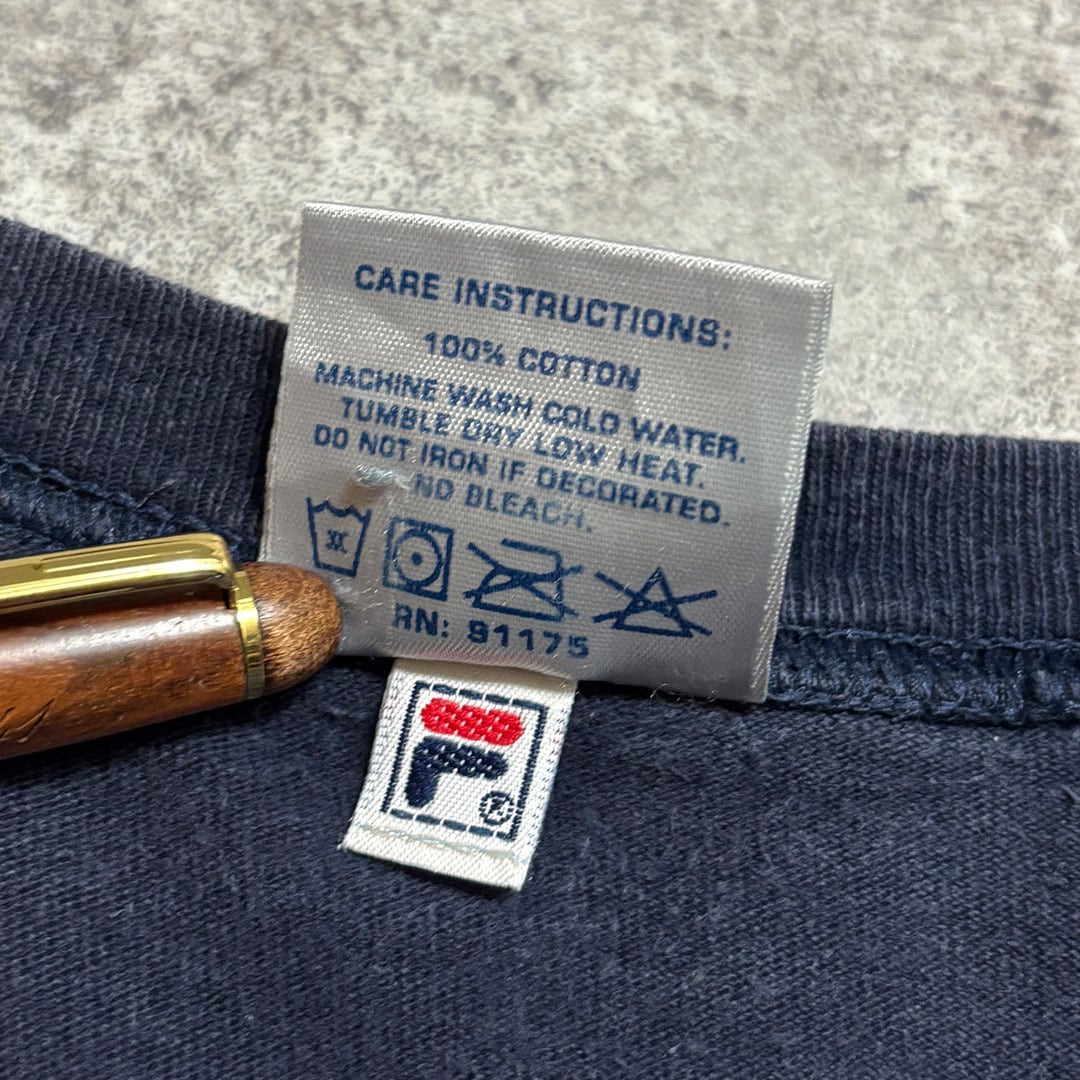 CARE INSTRUCTIONS:
100% COTTON
MACHINE WASH COLD WATER.
TUMBLE DRY LOW HEAT.
DO NOT IRON IF DECORATED.
NO BLEACH.
RN: 91175
F
®